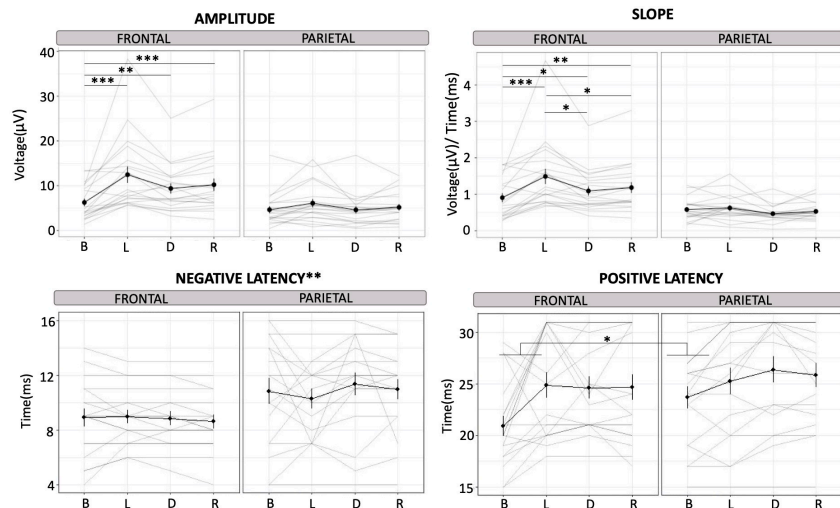 AMPLITUDE
FRONTAL PARIETAL
Voltage(µV)
40
30
20
10
0
***
**
***
B L D R B L D R
SLOPE
FRONTAL PARIETAL
Voltage(µV)/ Time(ms)
4
3
2
1
0
**
*
***
*
*
B L D R B L D R
NEGATIVE LATENCY**
FRONTAL PARIETAL
Time(ms)
16
12
8
4
B L D R B L D R
POSITIVE LATENCY
FRONTAL PARIETAL
Time(ms)
30
25
20
15
*
B L D R B L D R